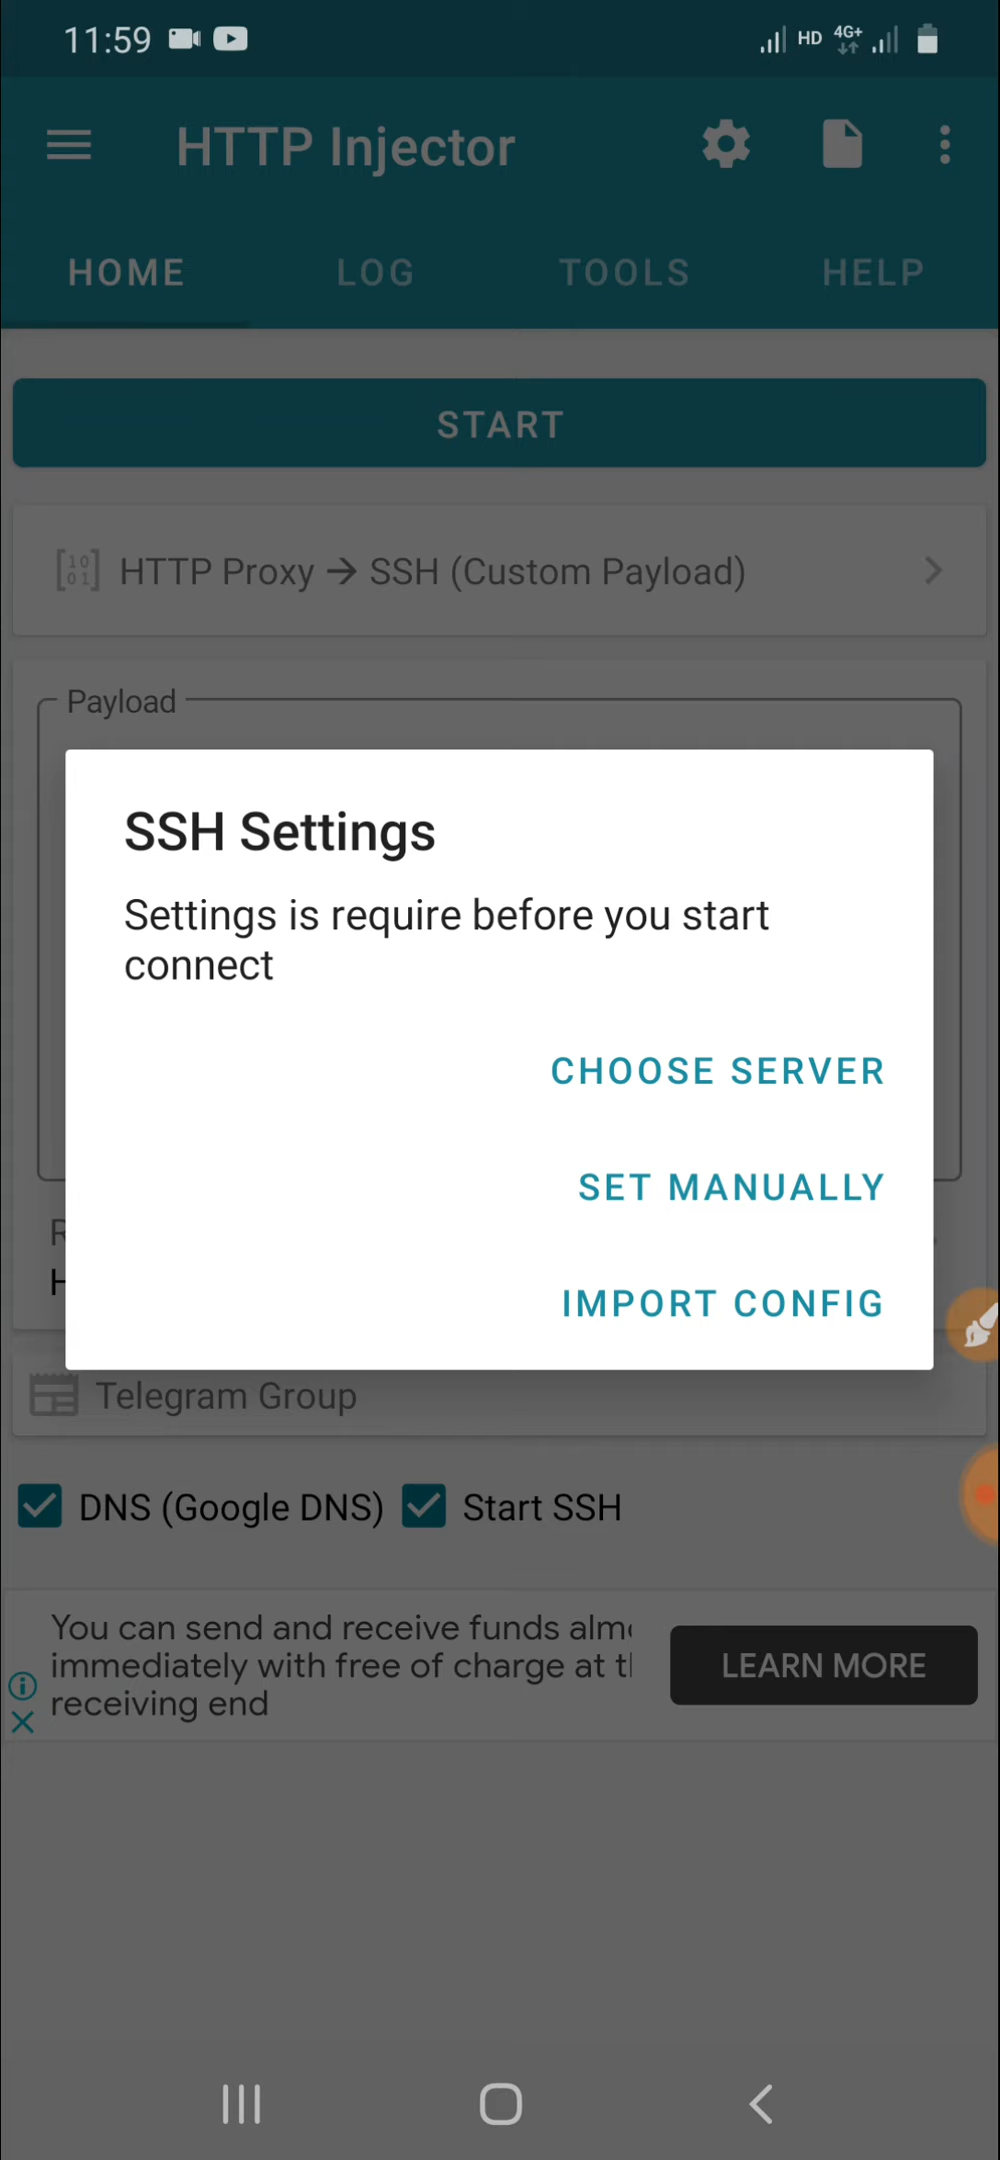 11:59
HD 4G+
HTTP Injector
HOME LOG TOOLS HELP
START
HTTP Proxy → SSH (Custom Payload)
Payload
SSH Settings
Settings is require before you start
connect
CHOOSE SERVER
SET MANUALLY
IMPORT CONFIG
Telegram Group
DNS (Google DNS) Start SSH
You can send and receive funds
immediately with free of charge at
receiving end
LEARN MORE